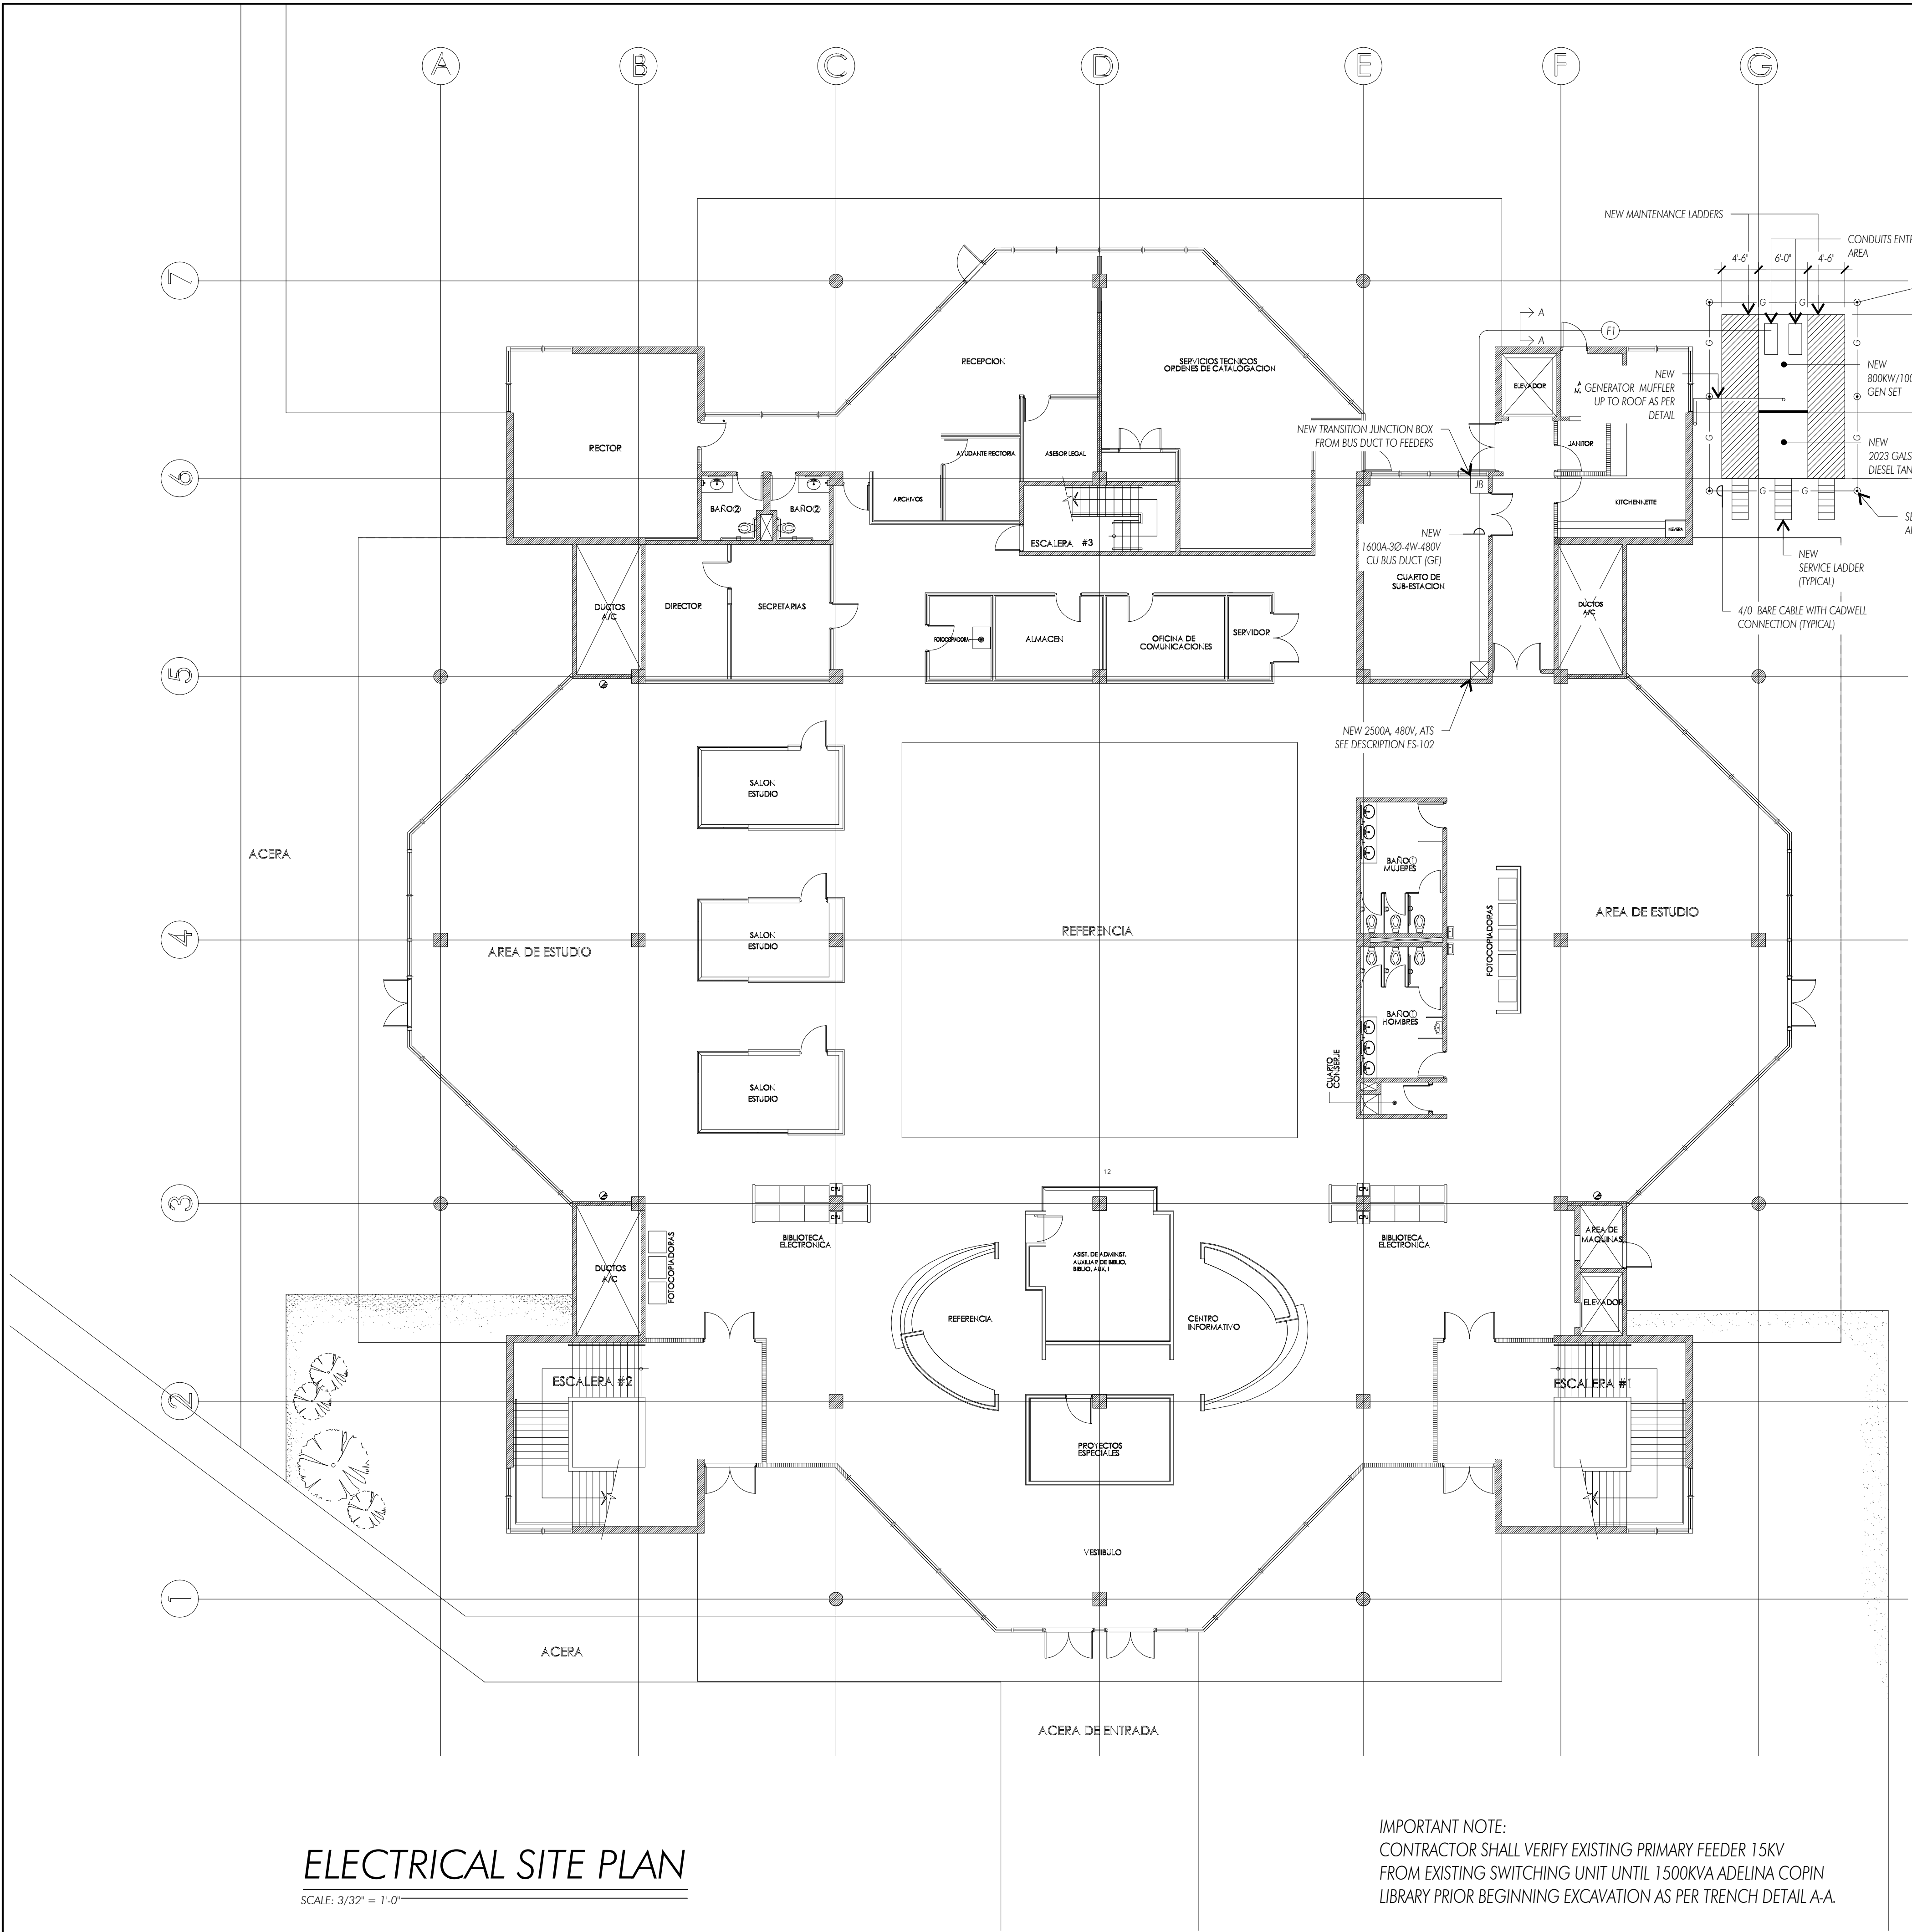 A
B
C
D
E
F
G
7
6
5
4
3
2
1
NEW MAINTENANCE LADDERS
CONDUITS ENTR
AREA
4'-6"
6'-0"
4'-6"
G
G
A
A
F1
G
G
G
G
NEW
GENERATOR MUFFLER
UP TO ROOF AS PER
DETAIL
NEW
800KW/100
GEN SET
NEW
2023 GALS
DIESEL TAN
G
G
NEW
SERVICE LADDER
(TYPICAL)
4/0 BARE CABLE WITH CADWELL
CONNECTION (TYPICAL)
RECEPCION
SERVICIOS TECNICOS
ORDENES DE CATALOGACION
ELEVADOR
A
M.
NEW TRANSITION JUNCTION BOX
FROM BUS DUCT TO FEEDERS
JANITOR
RECTOR
AYUDANTE RECTORIA
ASESOR LEGAL
JB
ARCHIVOS
KITCHENNETTE
NEVERA
BAÑO②
BAÑO②
ESCALERA #3
NEW
1600A-3Ø-4W-480V
CU BUS DUCT (GE)
CUARTO DE
SUB-ESTACION
DUCTOS
A/C
DIRECTOR
SECRETARIAS
DUCTOS
A/C
FOTOCOPIADORA
ALMACEN
OFICINA DE
COMUNICACIONES
SERVIDOR
NEW 2500A, 480V, ATS
SEE DESCRIPTION ES-102
SALON
ESTUDIO
ACERA
BAÑO①
MUJERES
AREA DE ESTUDIO
FOTOCOPIADORAS
SALON
ESTUDIO
REFERENCIA
AREA DE ESTUDIO
BAÑO①
HOMBRES
CUARTO
CONSERJE
SALON
ESTUDIO
12
CPU
CPU
CPU
CPU
BIBLIOTECA
ELECTRONICA
BIBLIOTECA
ELECTRONICA
AREA DE
MAQUINAS
ASIST. DE ADMINIST.
AUXILIAR DE BIBLIO.
BIBLIO. AUX. I
DUCTOS
A/C
FOTOCOPIADORAS
ELEVADOR
REFERENCIA
CENTRO
INFORMATIVO
ESCALERA #2
ESCALERA #1
PROYECTOS
ESPECIALES
VESTIBULO
ACERA
ACERA DE ENTRADA
ELECTRICAL SITE PLAN
SCALE: 3/32" = 1'-0"
IMPORTANT NOTE:
CONTRACTOR SHALL VERIFY EXISTING PRIMARY FEEDER 15KV
FROM EXISTING SWITCHING UNIT UNTIL 1500KVA ADELINA COPIN
LIBRARY PRIOR BEGINNING EXCAVATION AS PER TRENCH DETAIL A-A.